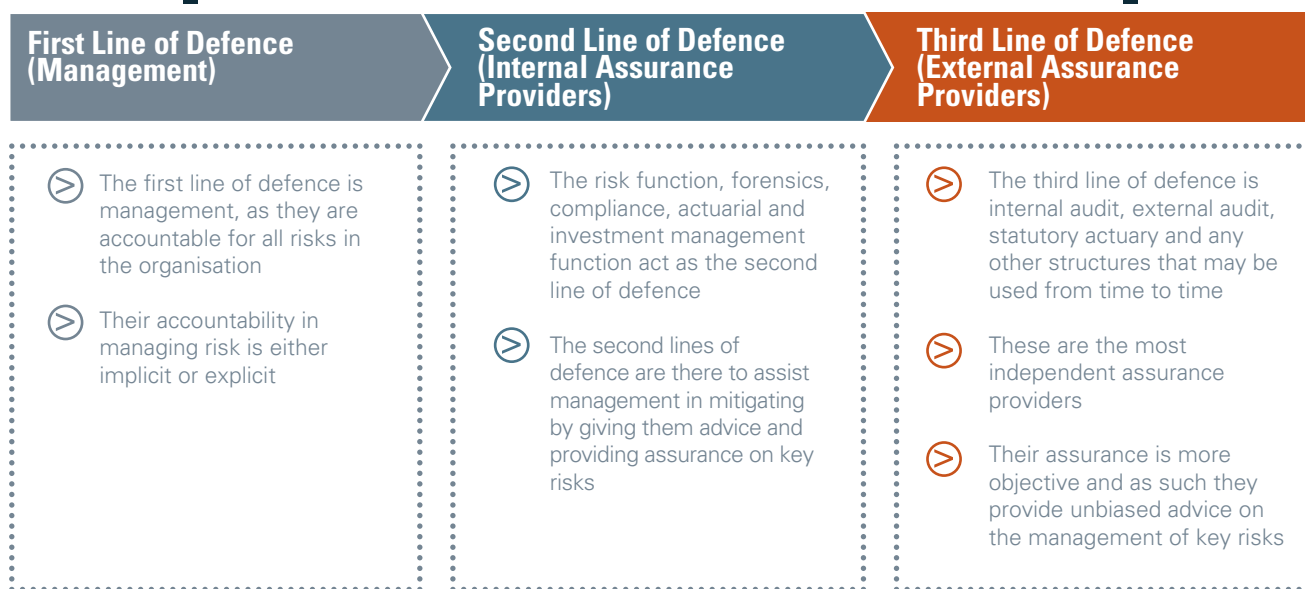 First Line of Defence
(Management)
The first line of defence is
management, as they are
accountable for all risks in
the organisation
Their accountability in
managing risk is either
implicit or explicit
Second Line of Defence
(Internal Assurance
Providers)
The risk function, forensics,
compliance, actuarial and
investment management
function act as the second
line of defence
The second lines of
defence are there to assist
management in mitigating
by giving them advice and
providing assurance on key
risks
Third Line of Defence
(External Assurance
Providers)
The third line of defence is
internal audit, external audit,
statutory actuary and any
other structures that may be
used from time to time
These are the most
independent assurance
providers
Their assurance is more
objective and as such they
provide unbiased advice on
the management of key risks